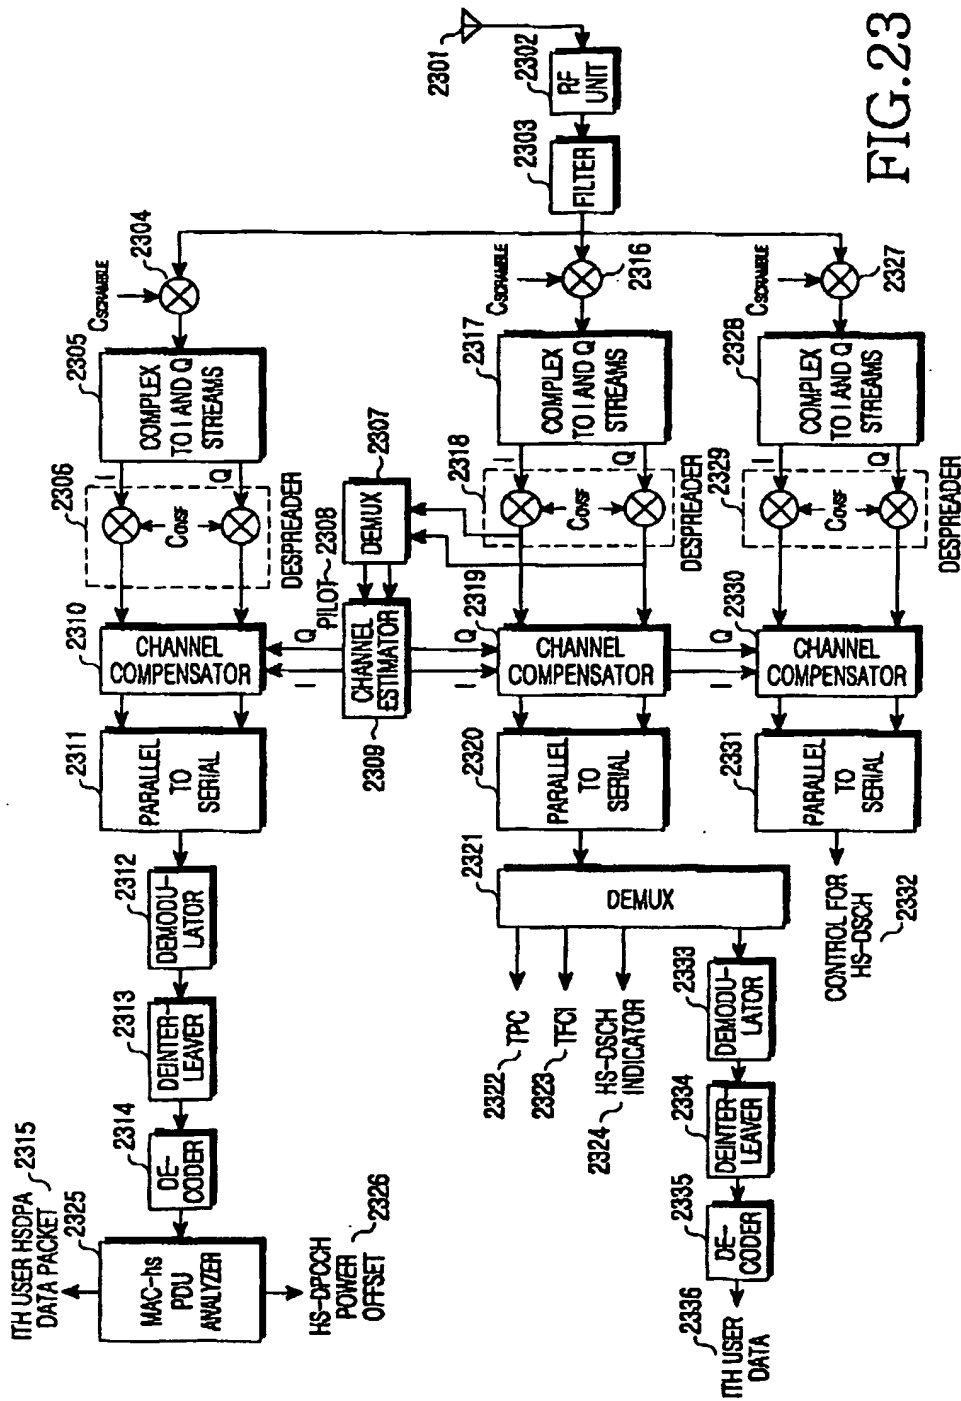 2301
2302
RF
UNIT
2303
FILTER
CSCRAMBLE
2304
2305
COMPLEX
TO I AND Q
STREAMS
I
Q
2306
COVSF
DESPREADER
2310
CHANNEL
COMPENSATOR
2311
PARALLEL
TO
SERIAL
2312
DEMODU-
LATOR
2313
DEINTER-
LEAVER
2314
DE-
CODER
2325
MAC-hs
PDU
ANALYZER
ITH USER HSDPA
DATA PACKET
2315
HS-DPCCH
POWER
OFFSET
2326
2307
DEMUX
PILOT
2308
CHANNEL
ESTIMATOR
2309
I
Q
I
Q
CSCRAMBLE
2316
2317
COMPLEX
TO I AND Q
STREAMS
I
Q
2318
COVSF
DESPREADER
2319
CHANNEL
COMPENSATOR
2320
PARALLEL
TO
SERIAL
2321
DEMUX
2322
TPC
2323
TFCI
2324
HS-DSCH
INDICATOR
2333
DEMODU-
LATOR
2334
DEINTER
LEAVER
2335
DE-
CODER
2336
ITH USER
DATA
CSCRAMBLE
2327
2328
COMPLEX
TO I AND Q
STREAMS
I
Q
2329
COVSF
DESPREADER
I
Q
2330
CHANNEL
COMPENSATOR
2331
PARALLEL
TO
SERIAL
CONTROL FOR
HS-DSCH
2332
FIG.23